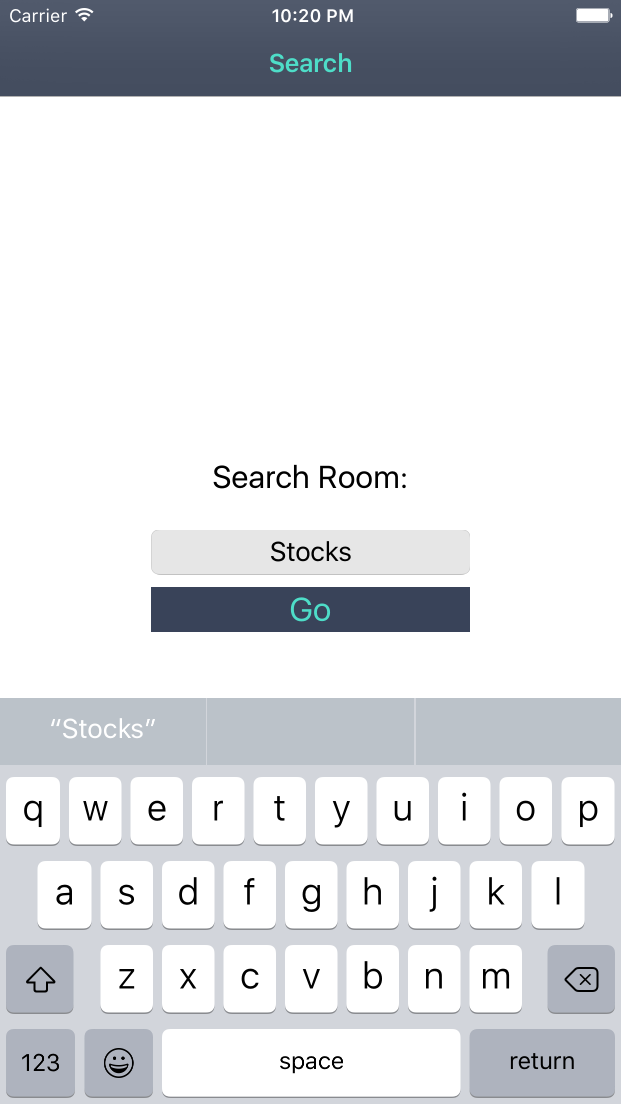 Carrier 10:20 PM
Search
Search Room:
Stocks
Go
“Stocks”
q w e r t y u i o p
a s d f g h j k l
z x c v b n m
123 space return